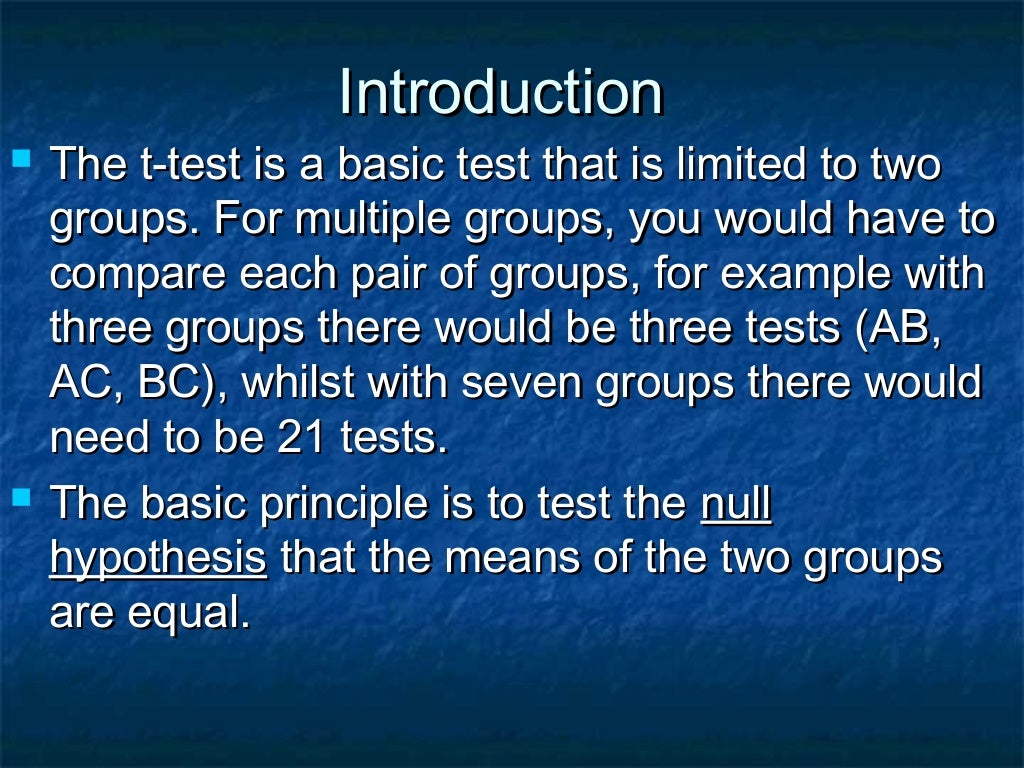 Introduction
The t-test is a basic test that is limited to two
groups. For multiple groups, you would have to
compare each pair of groups, for example with
three groups there would be three tests (AB,
AC, BC), whilst with seven groups there would
need to be 21 tests.
The basic principle is to test the null
hypothesis that the means of the two groups
are equal.